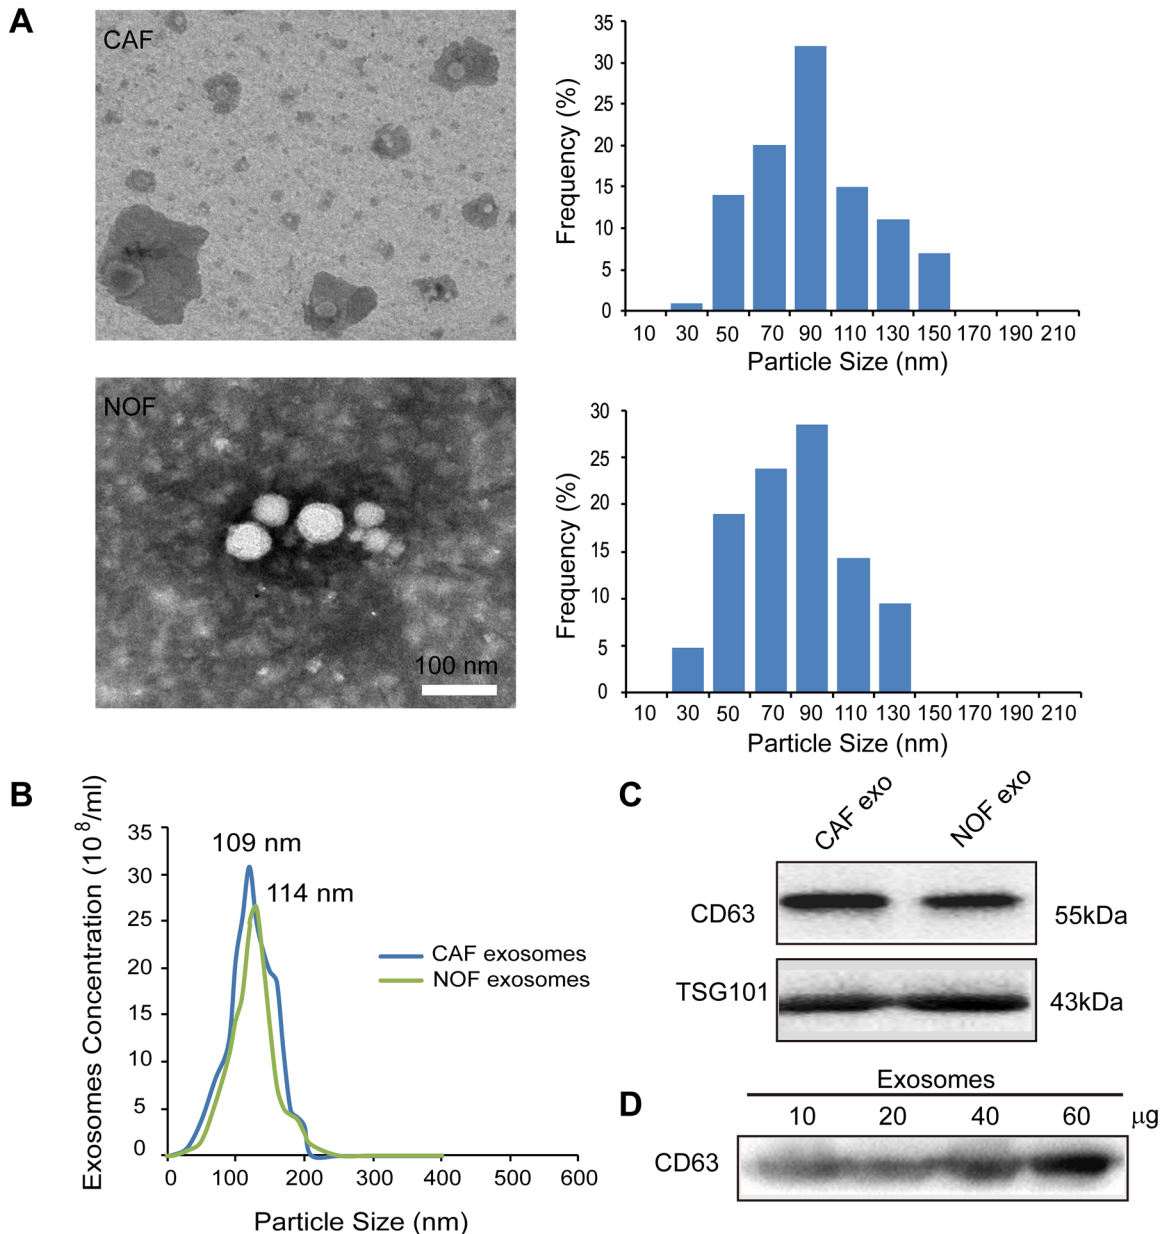 A
CAF
35
30
25
20
15
10
5
0
Frequency (%)
10 30 50 70 90 110 130 150 170 190 210
Particle Size (nm)
NOF
100 nm
30
25
20
15
10
5
0
Frequency (%)
10 30 50 70 90 110 130 150 170 190 210
Particle Size (nm)
B
Exosomes Concentration (10⁸/ml)
35
30
25
20
15
10
5
0
109 nm
114 nm
CAF exosomes
NOF exosomes
0 100 200 300 400 500 600
Particle Size (nm)
C
CAF exo
NOF exo
CD63
55kDa
TSG101
43kDa
D
Exosomes
10 20 40 60 μg
CD63